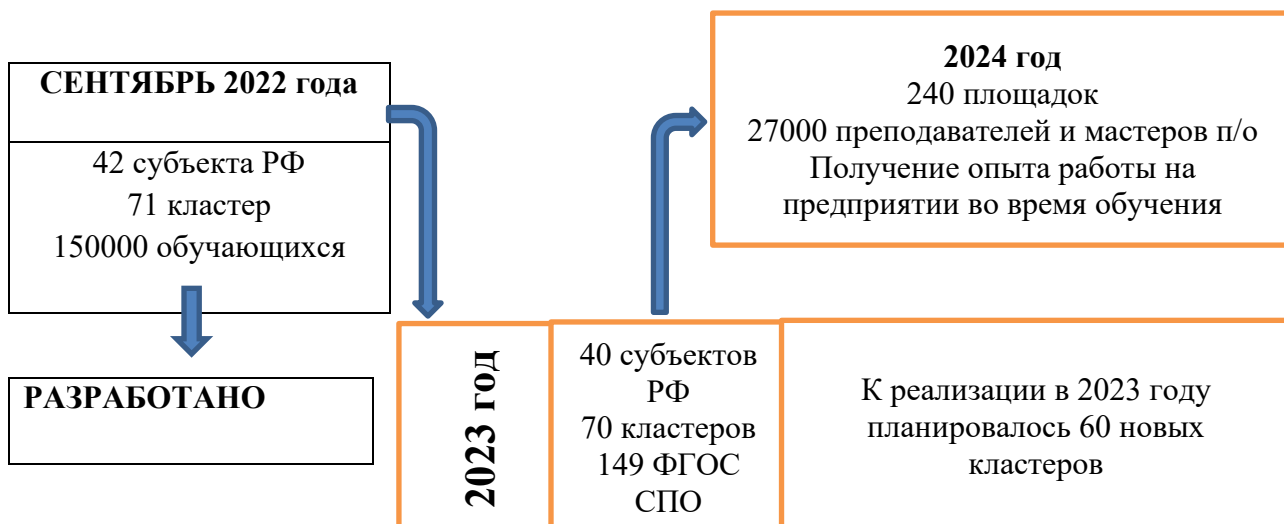 СЕНТЯБРЬ 2022 года
42 субъекта РФ
71 кластер
150000 обучающихся
РАЗРАБОТАНО
2023 год
40 субъектов
РФ
70 кластеров
149 ФГОС
СПО
К реализации в 2023 году
планировалось 60 новых
кластеров
2024 год
240 площадок
27000 преподавателей и мастеров п/о
Получение опыта работы на
предприятии во время обучения